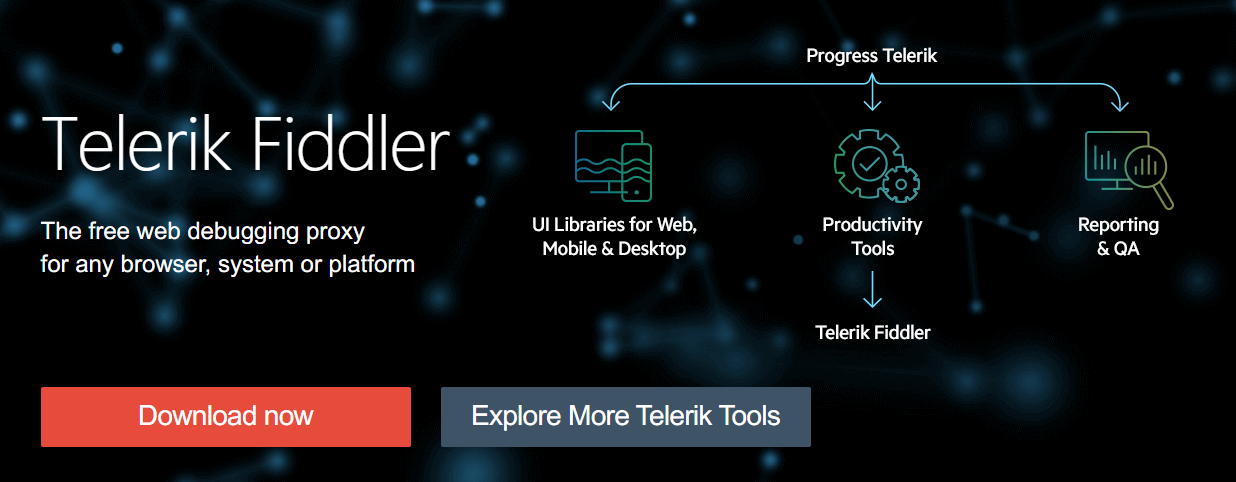 Telerik Fiddler
The free web debugging proxy
for any browser, system or platform
Download now
Explore More Telerik Tools
Progress Telerik
UI Libraries for Web,
Mobile & Desktop
Productivity
Tools
Reporting
& QA
Telerik Fiddler